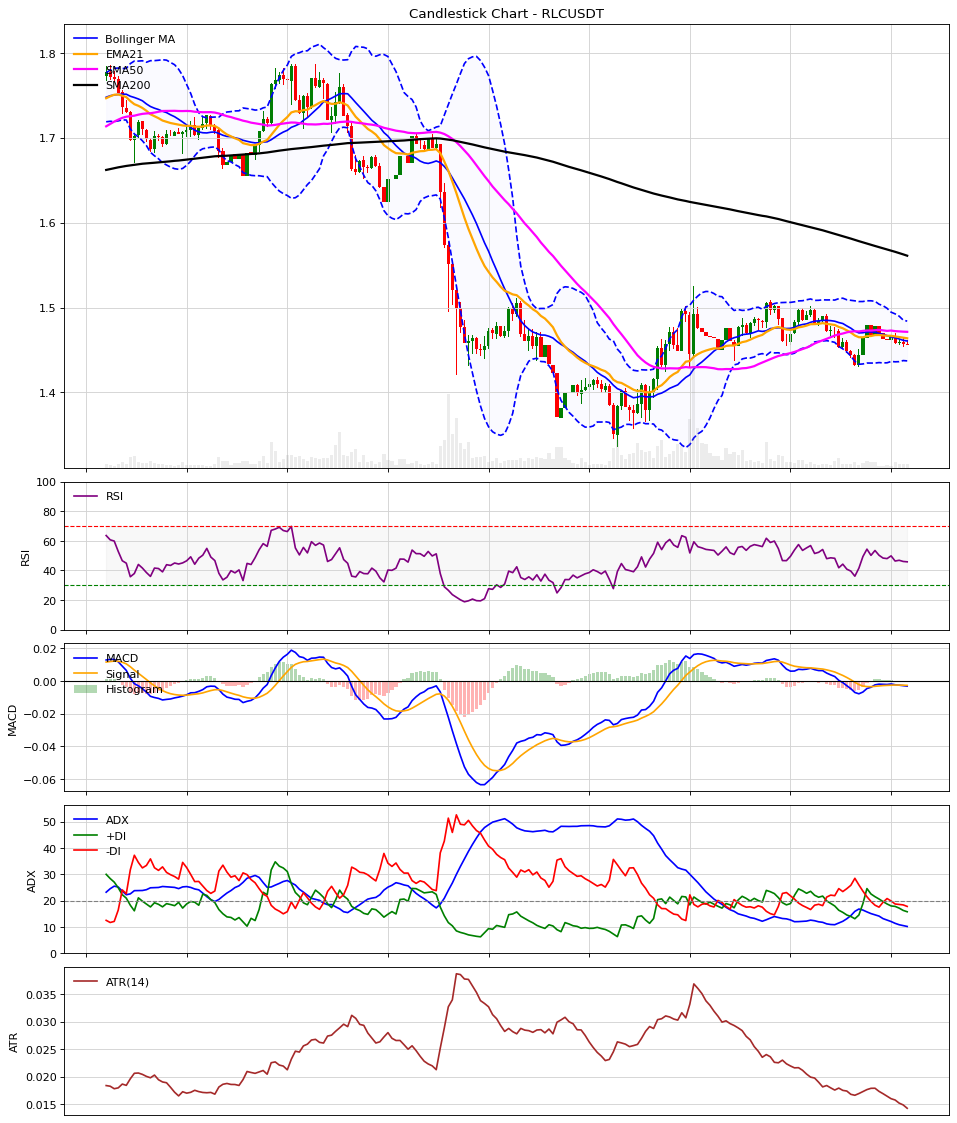 Candlestick Chart - RLCUSDT
Bollinger MA
EMA21
SMA50
SMA200
1.8
1.7
1.6
1.5
1.4
RSI
RSI
100
80
60
40
20
0
MACD
Signal
Histogram
MACD
0.02
0.00
−0.02
−0.04
−0.06
ADX
+DI
-DI
ADX
50
40
30
20
10
0
ATR(14)
ATR
0.035
0.030
0.025
0.020
0.015